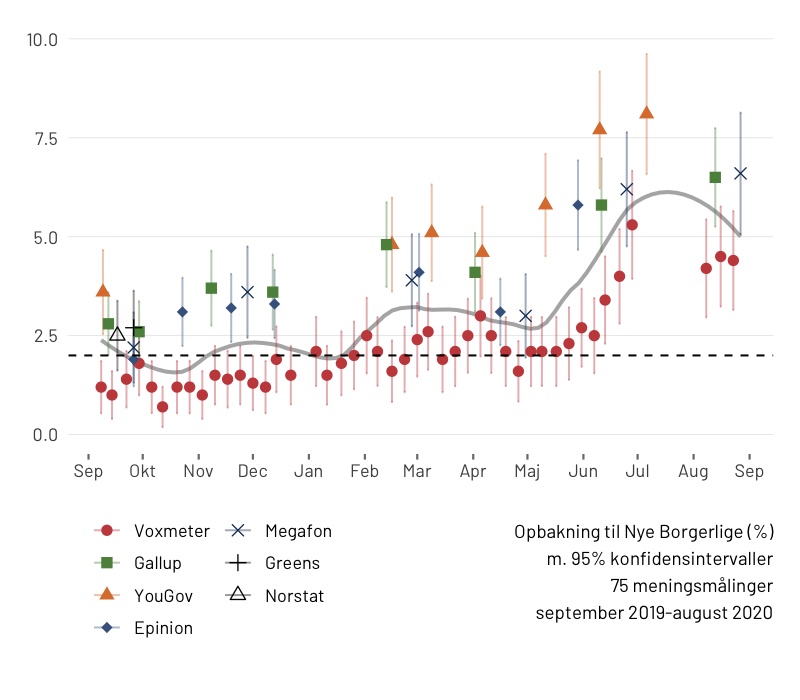 10.0
7.5
5.0
2.5
0.0
Sep Okt Nov Dec Jan Feb Mar Apr Maj Jun Jul Aug Sep
Voxmeter
Gallup
YouGov
Epinion
Megafon
Greens
Norstat
Opbakning til Nye Borgerlige (%)
m. 95% konfidensintervaller
75 meningsmålinger
september 2019-august 2020